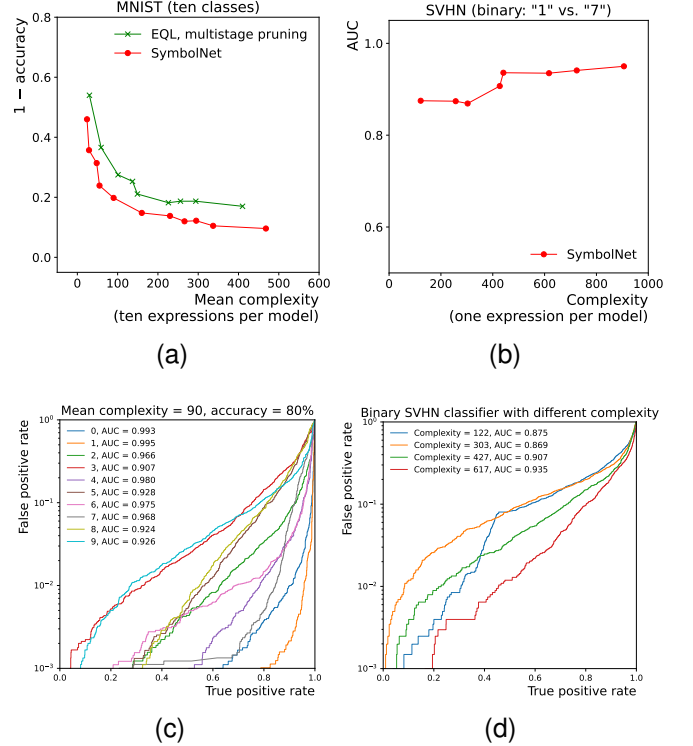 MNIST (ten classes)
1 − accuracy
0.8
0.6
0.4
0.2
0.0
EQL, multistage pruning
SymbolNet
0 100 200 300 400 500 600
Mean complexity
(ten expressions per model)
(a)
SVHN (binary: "1" vs. "7")
AUC
1.0
0.8
0.6
SymbolNet
0 200 400 600 800 1000
Complexity
(one expression per model)
(b)
Mean complexity = 90, accuracy = 80%
False positive rate
10⁰
10⁻¹
10⁻²
10⁻³
0, AUC = 0.993
1, AUC = 0.995
2, AUC = 0.966
3, AUC = 0.907
4, AUC = 0.980
5, AUC = 0.928
6, AUC = 0.975
7, AUC = 0.968
8, AUC = 0.924
9, AUC = 0.926
0.0 0.2 0.4 0.6 0.8 1.0
True positive rate
(c)
Binary SVHN classifier with different complexity
False positive rate
10⁰
10⁻¹
10⁻²
10⁻³
Complexity = 122, AUC = 0.875
Complexity = 303, AUC = 0.869
Complexity = 427, AUC = 0.907
Complexity = 617, AUC = 0.935
0.0 0.2 0.4 0.6 0.8 1.0
True positive rate
(d)